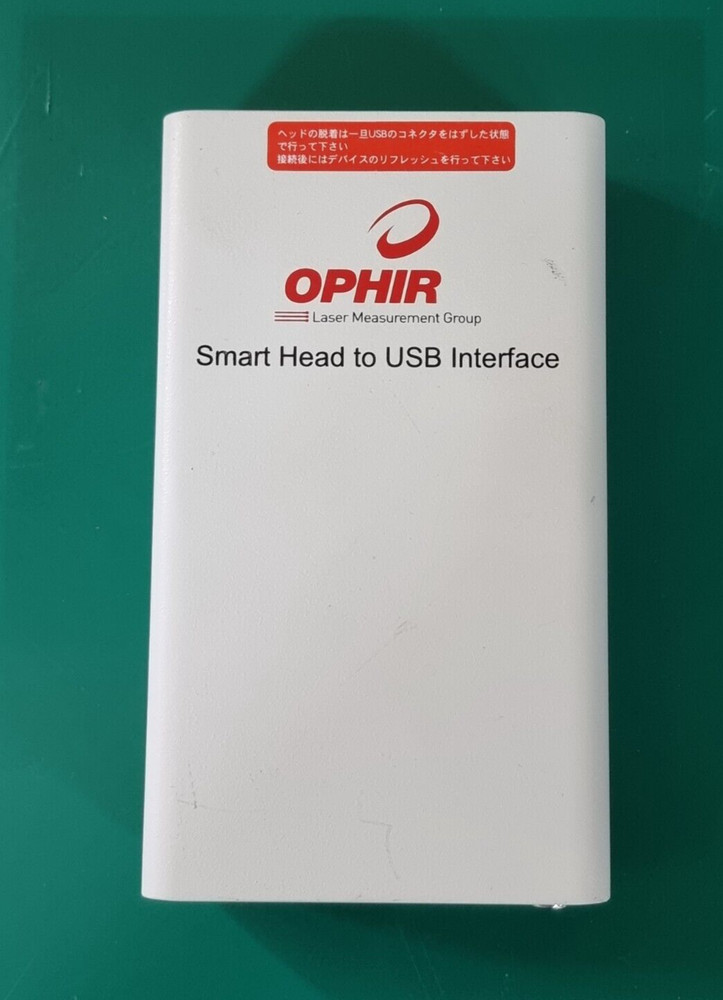 ヘッドの脱着は一旦USBのコネクタをはずした状態
で行って下さい
接続後にはデバイスのリフレッシュを行って下さい
OPHIR
Laser Measurement Group
Smart Head to USB Interface